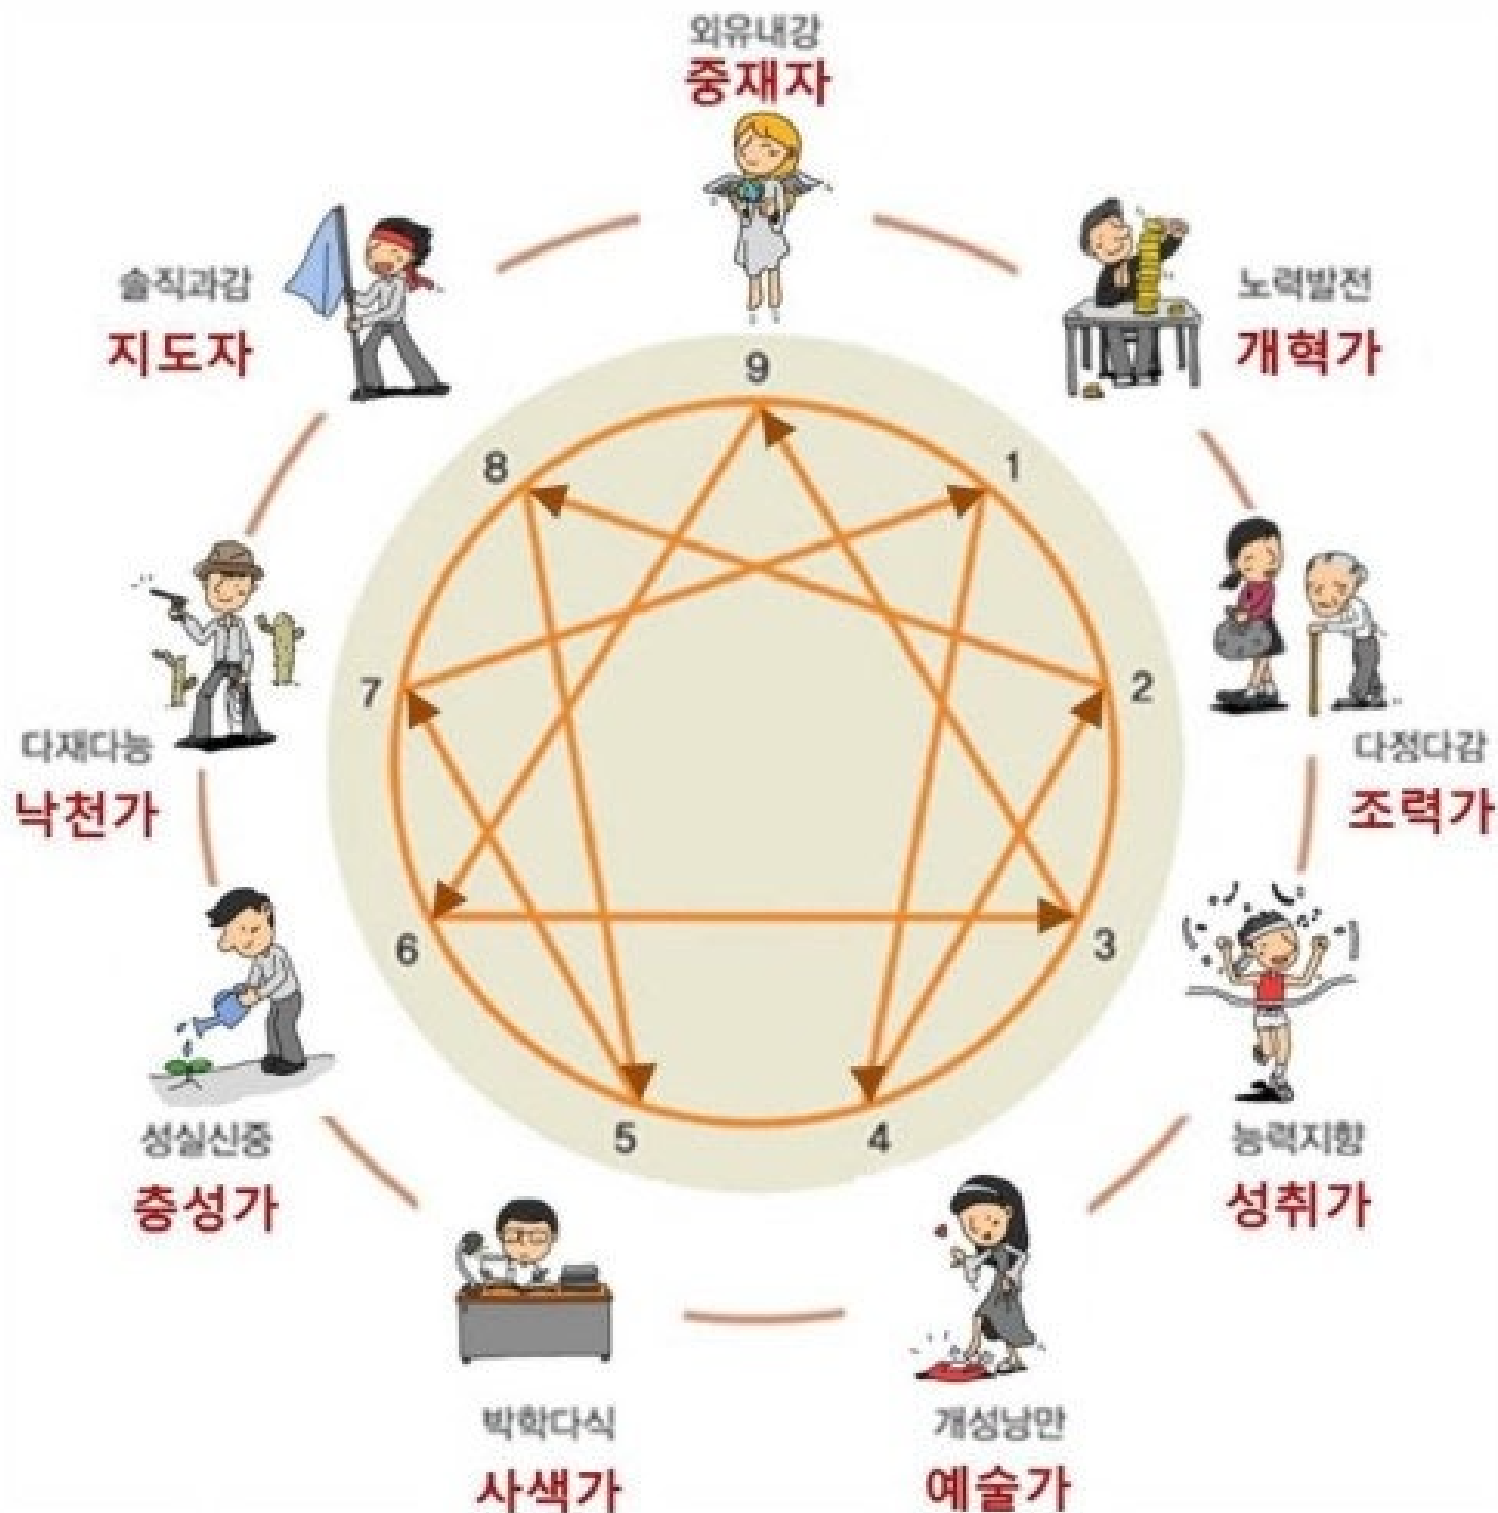 외유내강
중재자
솔직과감
지도자
노력발전
개혁가
9
8
1
7
2
다재다능
낙천가
다정다감
조력가
6
3
5
4
성실신중
충성가
능력지향
성취가
박학다식
사색가
개성낭만
예술가